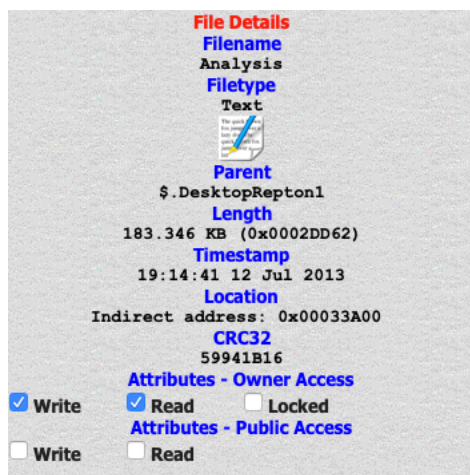 File Details
Filename
Analysis
Filetype
Text
Parent
$.DesktopRepton1
Length
183.346 KB (0x0002DD62)
Timestamp
19:14:41 12 Jul 2013
Location
Indirect address: 0x00033A00
CRC32
59941B16
Attributes - Owner Access
Write Read Locked
Attributes - Public Access
Write Read